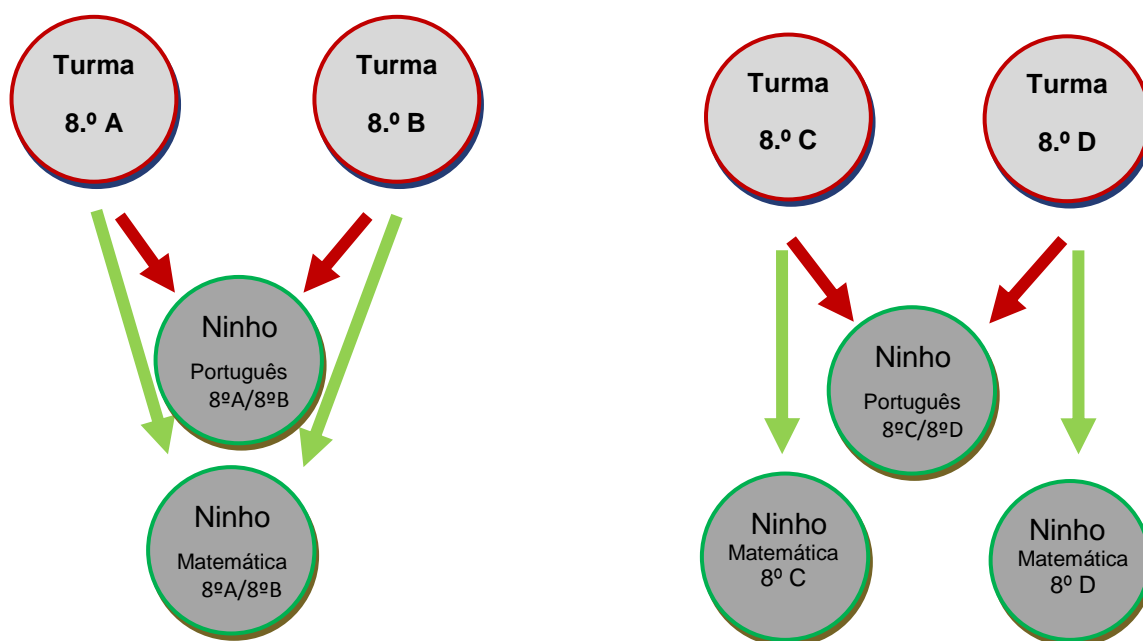 Turma
8.º A
Turma
8.º B
Turma
8.º C
Turma
8.º D
Ninho
Português
8ºA/8ºB
Ninho
Matemática
8ºA/8ºB
Ninho
Português
8ºC/8ºD
Ninho
Matemática
8º C
Ninho
Matemática
8º D